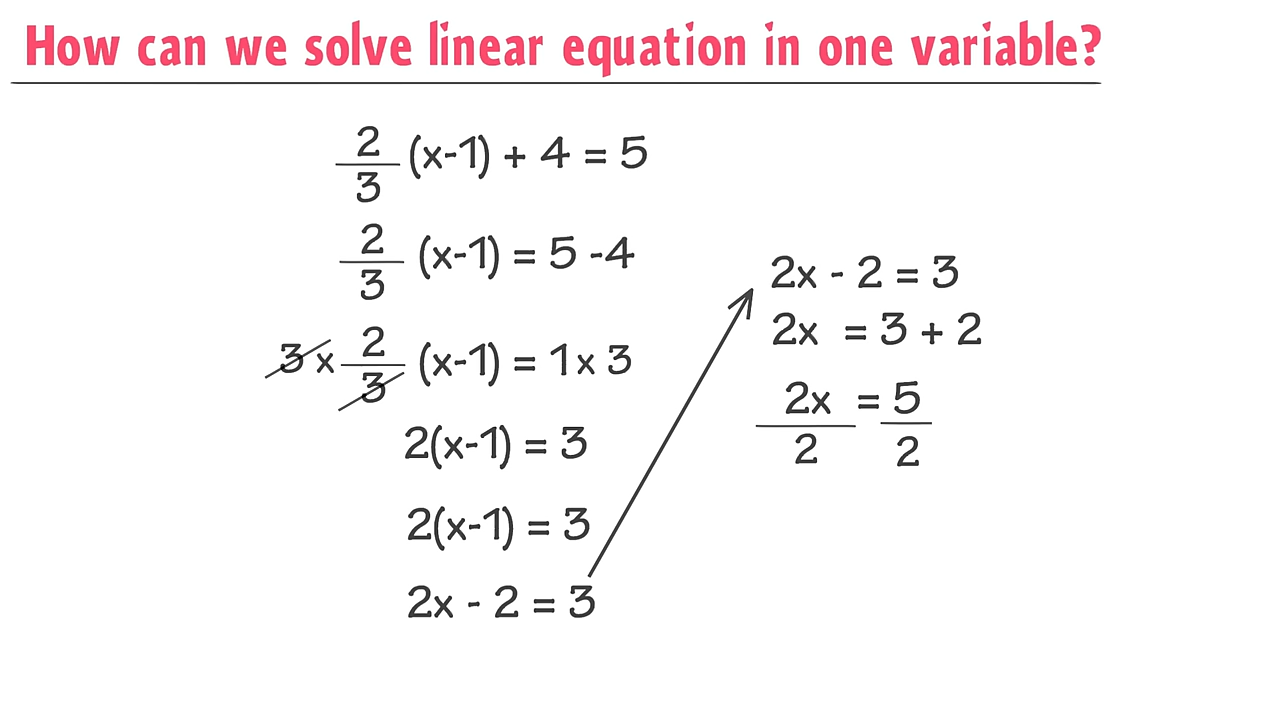 How can we solve linear equation in one variable?
2/3 (x-1) + 4 = 5
2/3 (x-1) = 5 -4
3 x 2/3 (x-1) = 1 x 3
2(x-1) = 3
2(x-1) = 3
2x - 2 = 3
2x - 2 = 3
2x = 3 + 2
2x/2 = 5/2